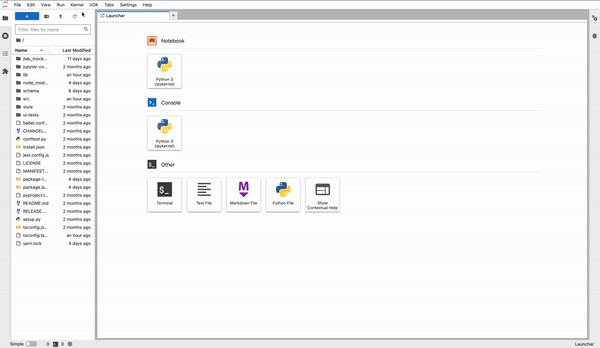 File Edit View Run Kernel VDK Tabs Settings Help
Launcher
Filter files by name
/
Name Last Modified
jlab_mock... 11 days ago
jupyter-co... 2 months ago
lib an hour ago
node_mod... 4 days ago
schema 6 days ago
src an hour ago
style 2 months ago
ui-tests 2 months ago
babel.conf... 2 months ago
CHANGEL... 2 months ago
conftest.py 2 months ago
install.json 2 months ago
jest.config.js 2 months ago
LICENSE 2 months ago
MANIFEST... 2 months ago
package-l... 4 days ago
package.js... 4 days ago
pyproject.t... 2 months ago
README.md 2 months ago
RELEASE.... 2 months ago
setup.py 2 months ago
tsconfig.js... 2 months ago
tsconfig.ts... an hour ago
yarn.lock 4 days ago
Notebook
Python 3
(ipykernel)
Console
Python 3
(ipykernel)
$_ Other
$_
Terminal
Text File
M
Markdown File
Python File
Show
Contextual Help
Simple 0 0
Launcher